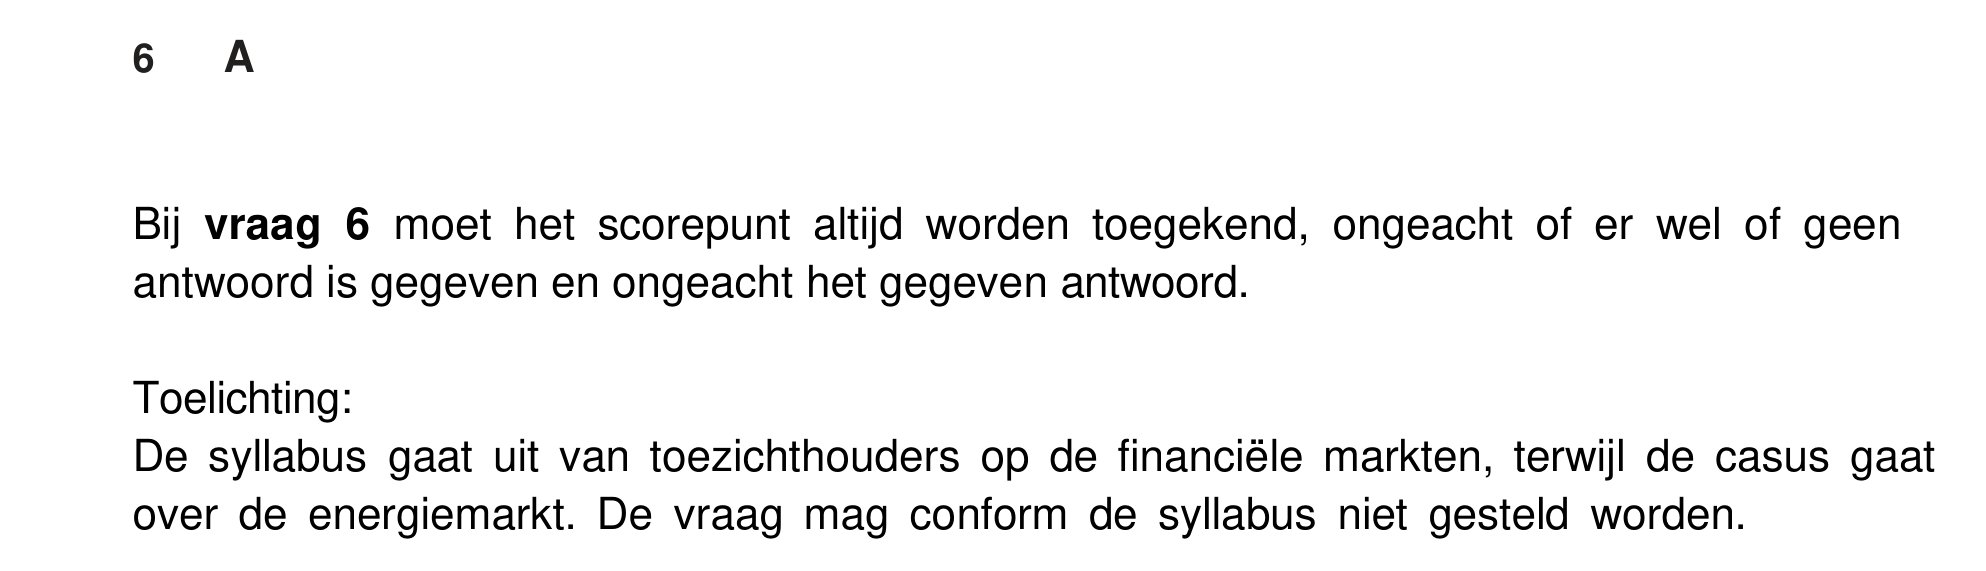 6 A
Bij vraag 6 moet het scorepunt altijd worden toegekend, ongeacht of er wel of geen
antwoord is gegeven en ongeacht het gegeven antwoord.
Toelichting:
De syllabus gaat uit van toezichthouders op de financiële markten, terwijl de casus gaat
over de energiemarkt. De vraag mag conform de syllabus niet gesteld worden.